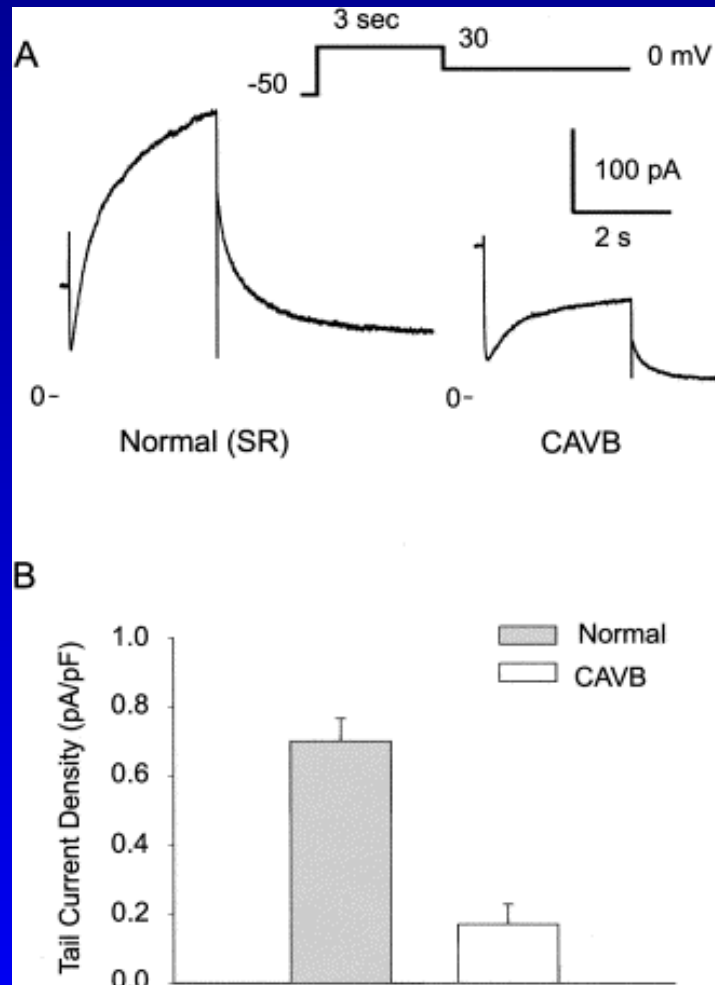 A
3 sec
30
0 mV
-50
100 pA
2 s
0-
0-
Normal (SR)
CAVB
B
Tail Current Density (pA/pF)
1.0
0.8
0.6
0.4
0.2
0.0
Normal
CAVB